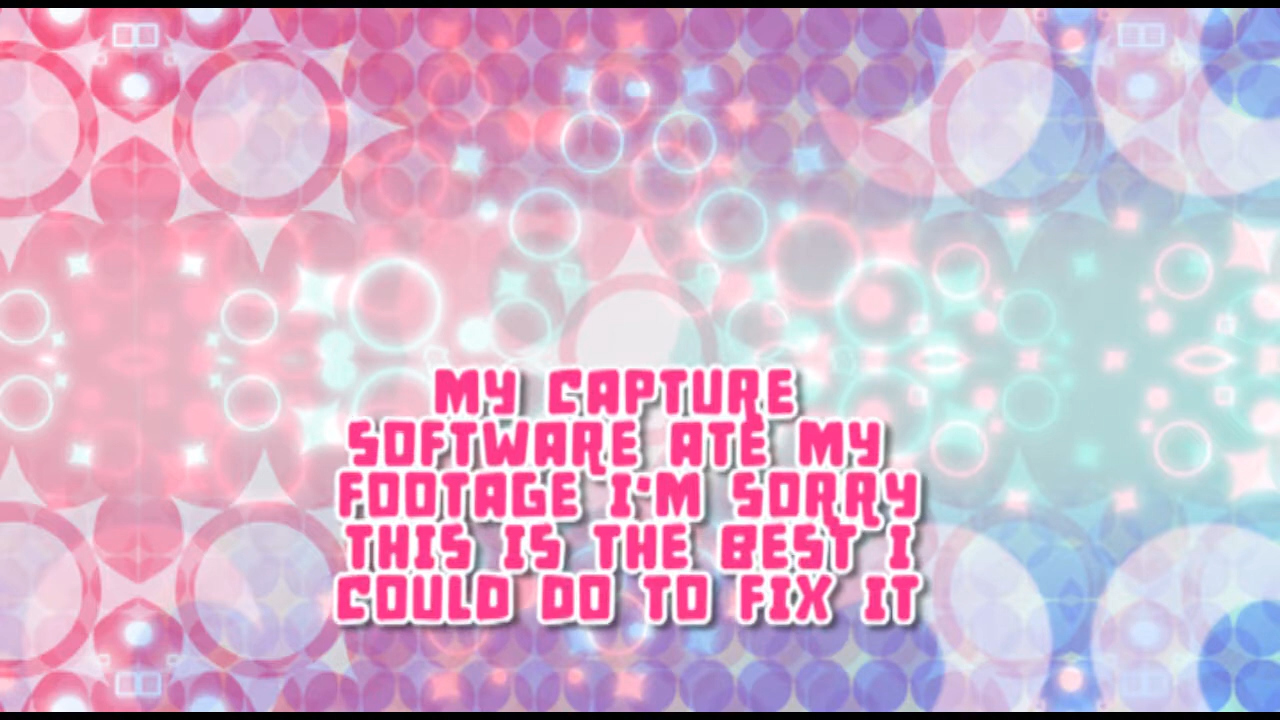 MY CAPTURE
SOFTWARE ATE MY
FOOTAGE I'M SORRY
THIS IS THE BEST I
COULD DO TO FIX IT